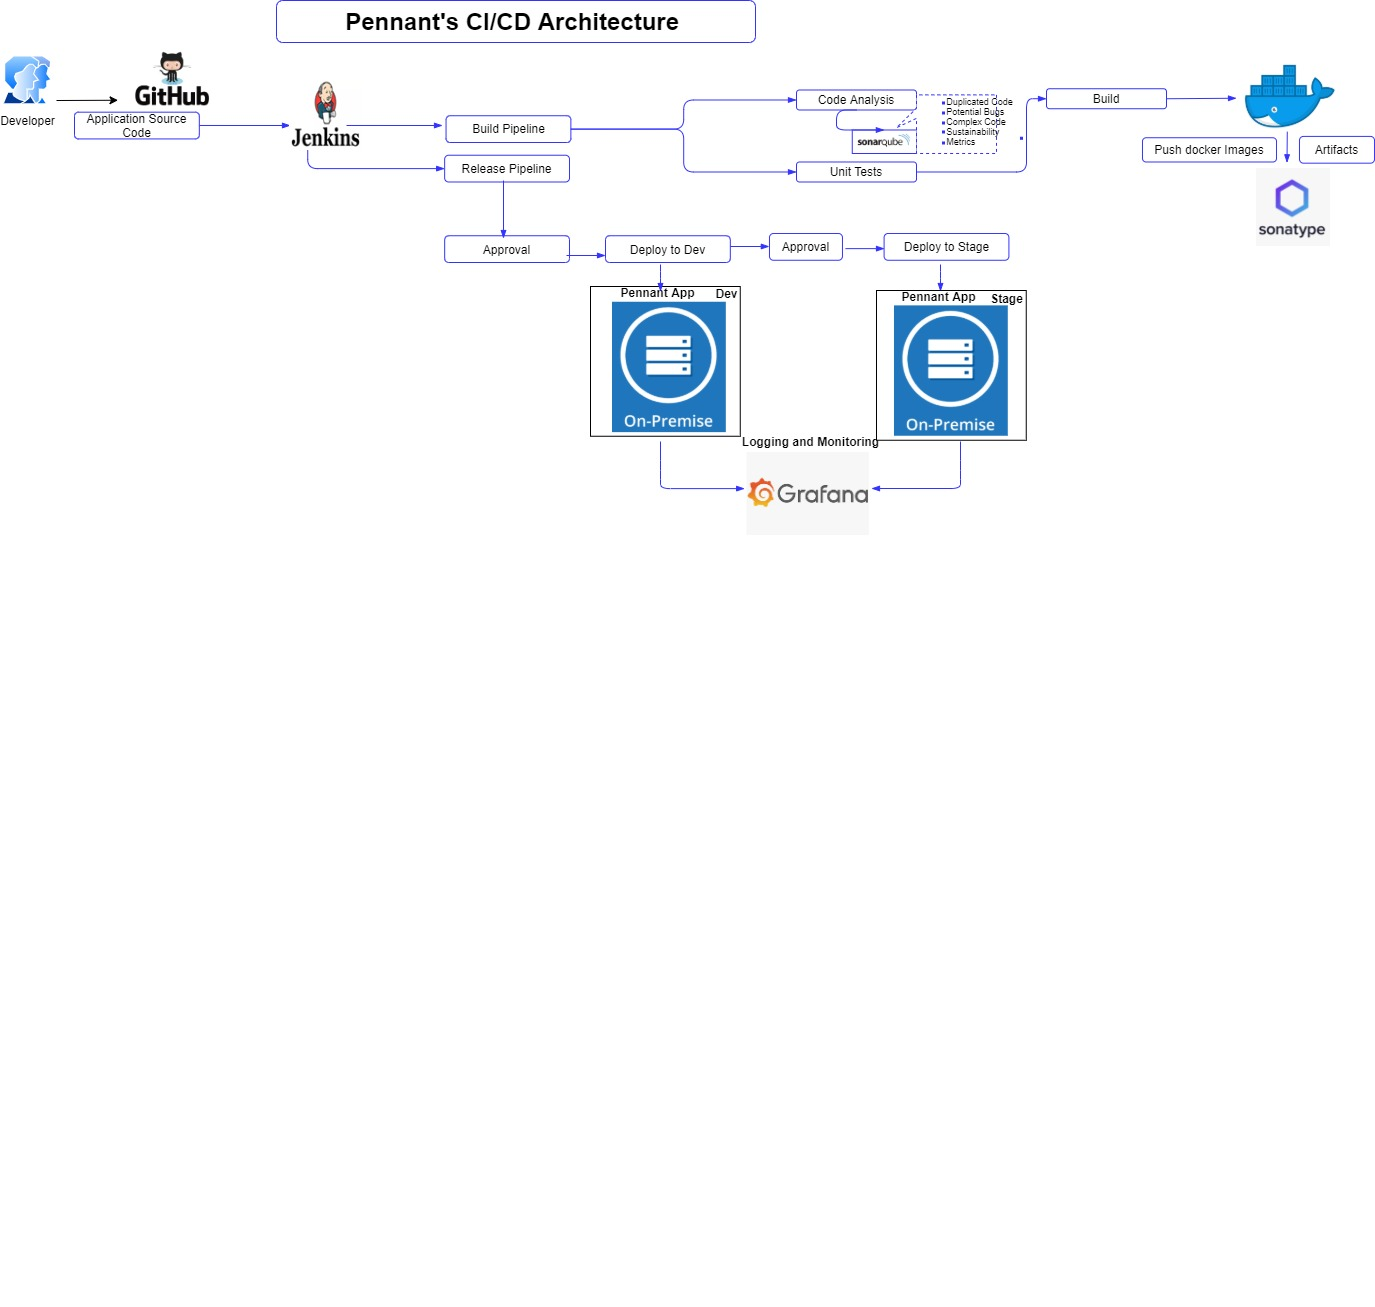 Pennant's CI/CD Architecture
Developer
GitHub
Application Source
Code
Jenkins
Build Pipeline
Release Pipeline
Code Analysis
sonarqube
Duplicated Code
Potential Bugs
Complex Code
Sustainability
Metrics
Unit Tests
Build
Push docker Images
Artifacts
sonatype
Approval
Deploy to Dev
Approval
Deploy to Stage
Pennant App
Dev
On-Premise
Pennant App
Stage
On-Premise
Logging and Monitoring
Grafana